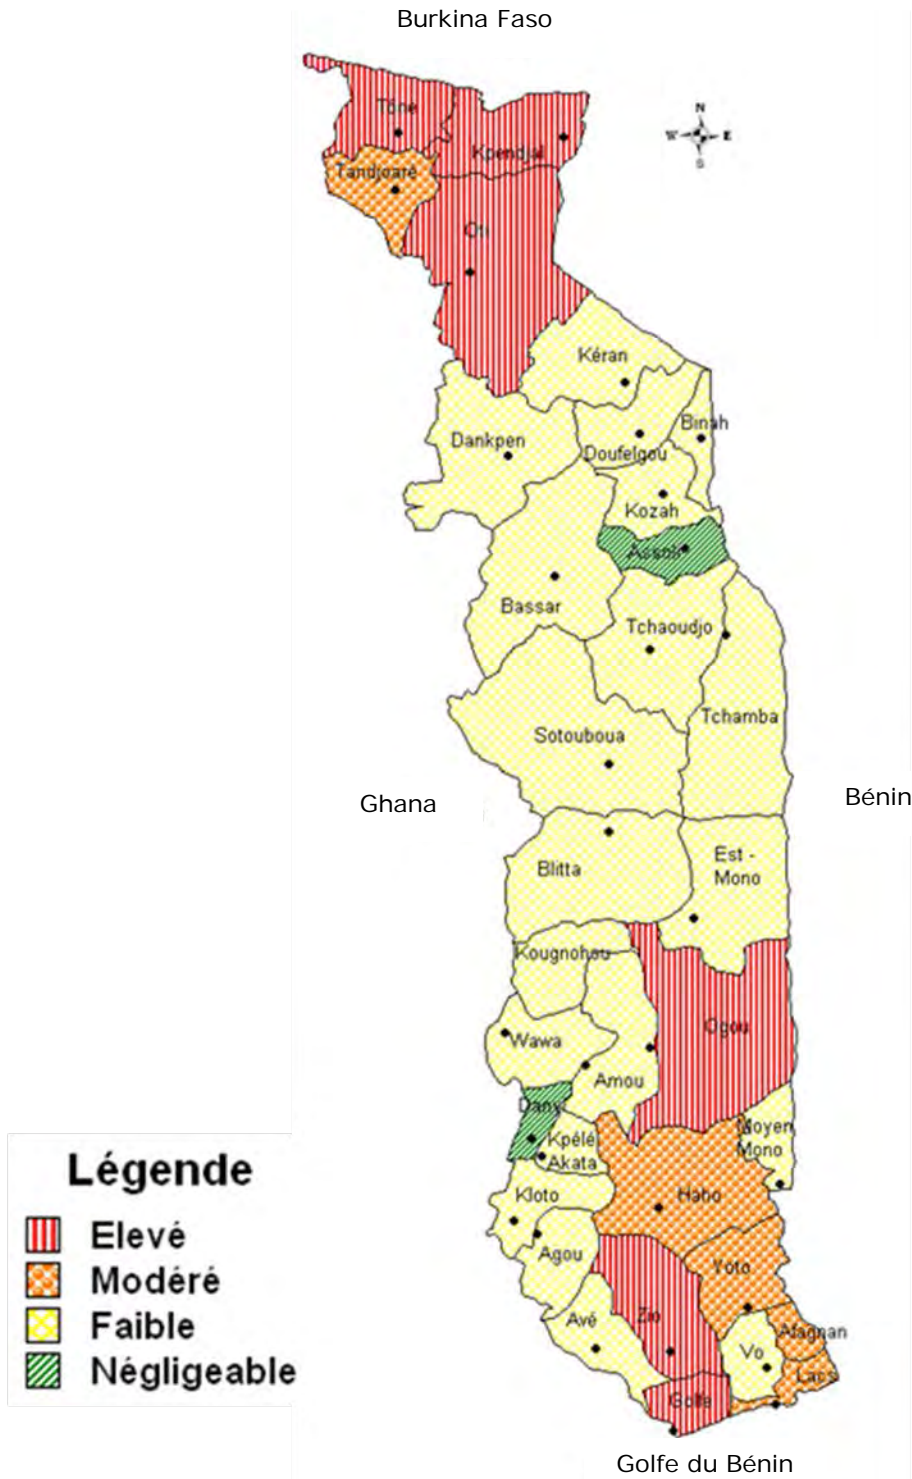 Burkina Faso
N
W E
S
Tône
Kpendjal
Tandjoaré
Oti
Kéran
Binah
Dankpen
Doufelgou
Kozah
Assoli
Bassar
Tchaoudjo
Tchamba
Sotouboua
Ghana
Bénin
Blitta
Est -
Mono
Kougnohou
Ogou
Wawa
Amou
Dany
Moyen
Mono
Kpélé
Akata
Kloto
Haho
Agou
Yoto
Avé
Zio
Afagnan
Vo
Lacs
Golfe
Légende
Elevé
Modéré
Faible
Négligeable
Golfe du Bénin